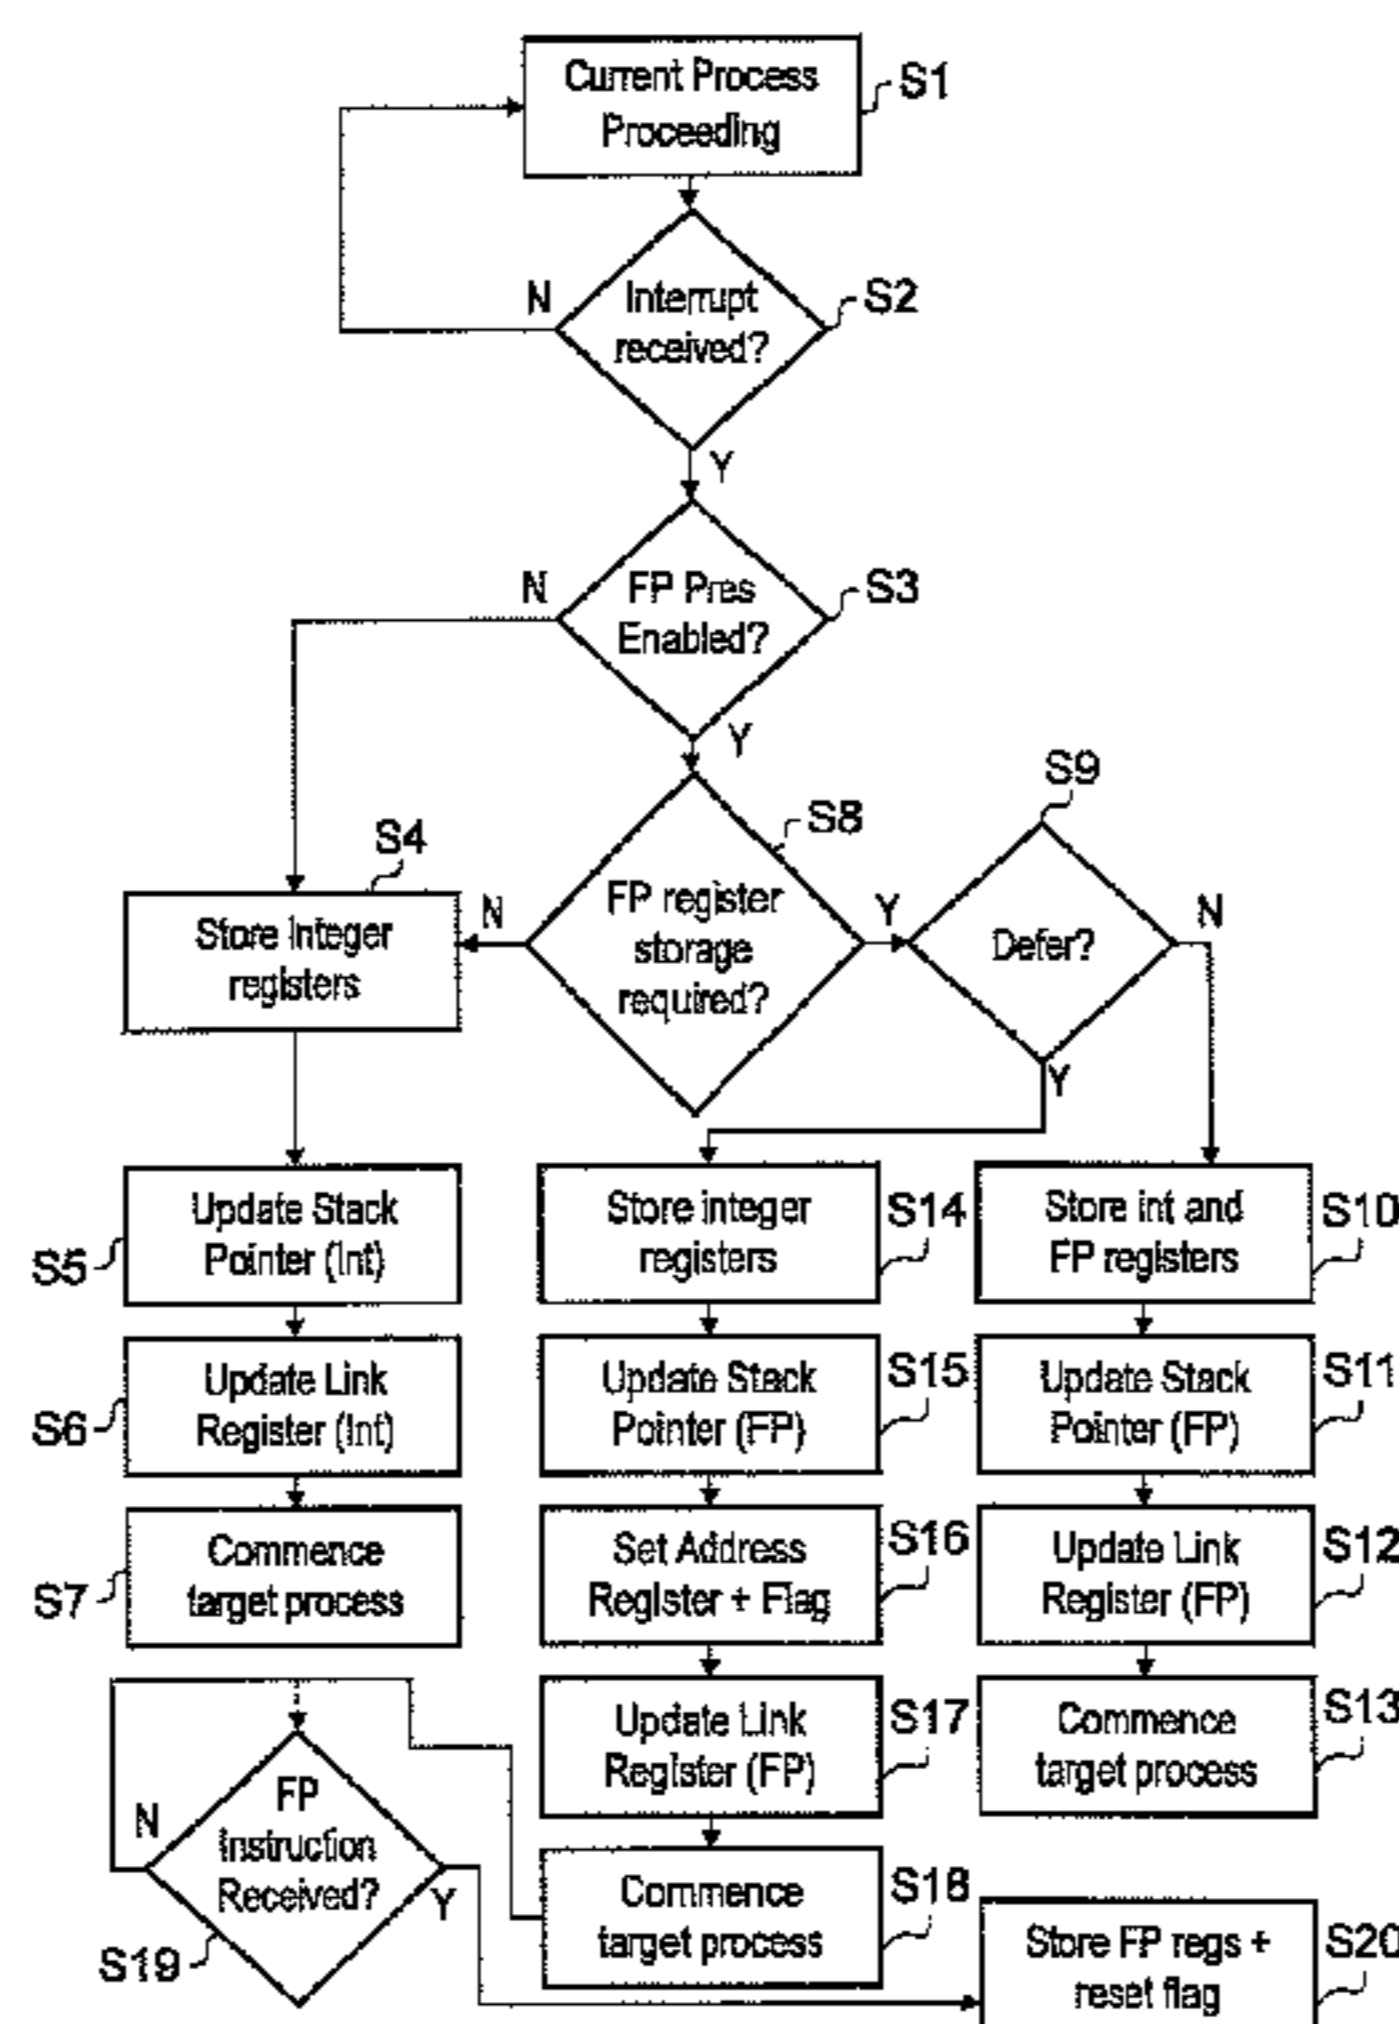 Current Process
Proceeding
S1
Interrupt
received?
S2
N
Y
FP Pres
Enabled?
S3
N
Y
FP register
storage
required?
S8
N
Y
Defer?
S9
N
Y
Store Integer
registers
S4
Update Stack
Pointer (Int)
S5
Update Link
Register (Int)
S6
Commence
target process
S7
Store integer
registers
S14
Update Stack
Pointer (FP)
S15
Set Address
Register + Flag
S16
Update Link
Register (FP)
S17
Commence
target process
S18
Store int and
FP registers
S10
Update Stack
Pointer (FP)
S11
Update Link
Register (FP)
S12
Commence
target process
S13
FP
Instruction
Received?
S19
N
Y
Store FP regs +
reset flag
S20